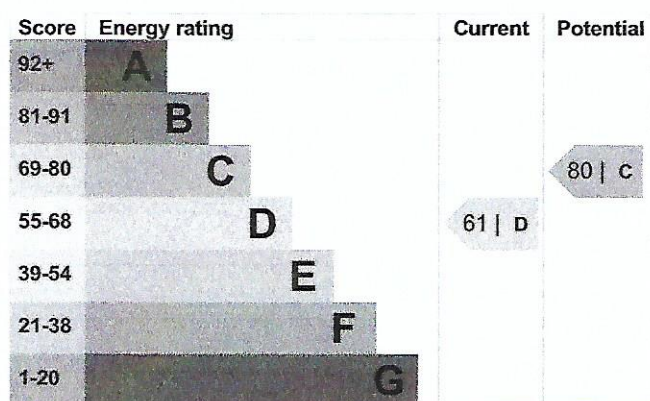 Score Energy rating Current Potential
92+ A
81-91 B
69-80 C 80 | C
55-68 D 61 | D
39-54 E
21-38 F
1-20 G